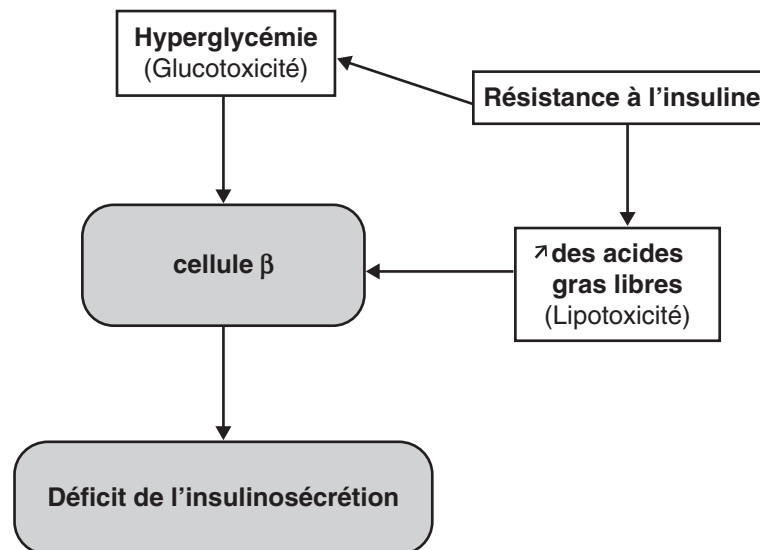 Hyperglycémie
(Glucotoxicité)
Résistance à l’insuline
cellule β
↗ des acides
gras libres
(Lipotoxicité)
Déficit de l’insulinosécrétion